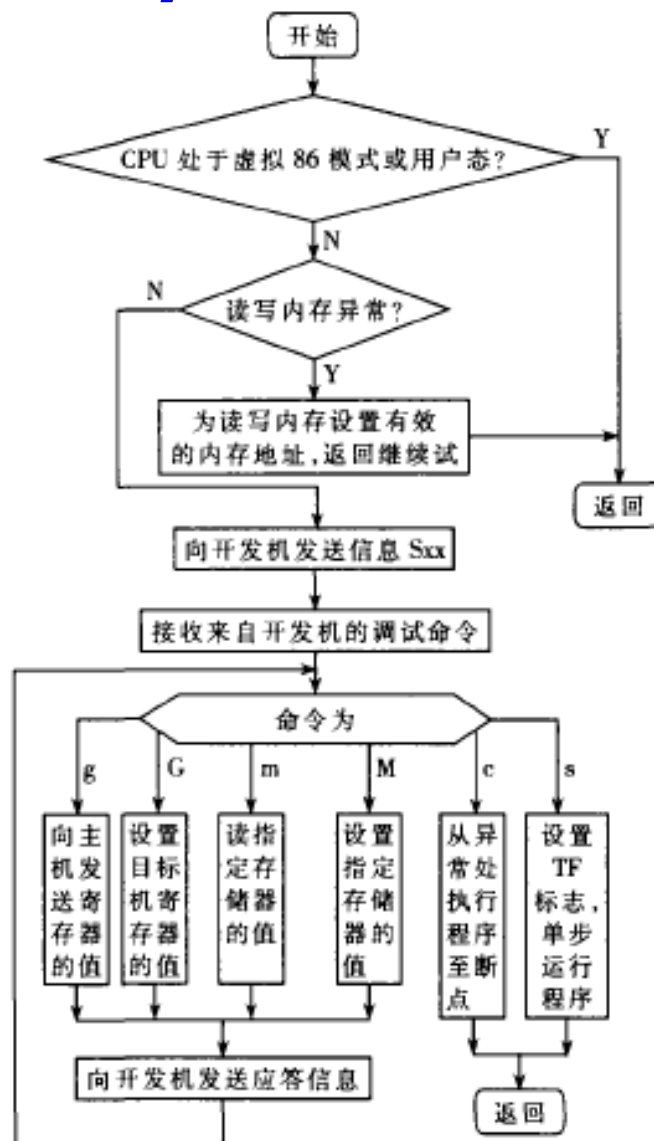 开始
CPU 处于虚拟 86 模式或用户态?
Y
N
N
读写内存异常?
Y
为读写内存设置有效
的内存地址,返回继续试
返回
向开发机发送信息 Sxx
接收来自开发机的调试命令
命令为
g
G
m
M
c
s
向主
机发
送寄
存器
的值
设置
目标
机寄
存器
的值
读指
定存
储器
的值
设置
指定
存储
器的
值
从异
常处
执行
程序
至断
点
设置
TF
标志,
单步
运行
程序
向开发机发送应答信息
返回